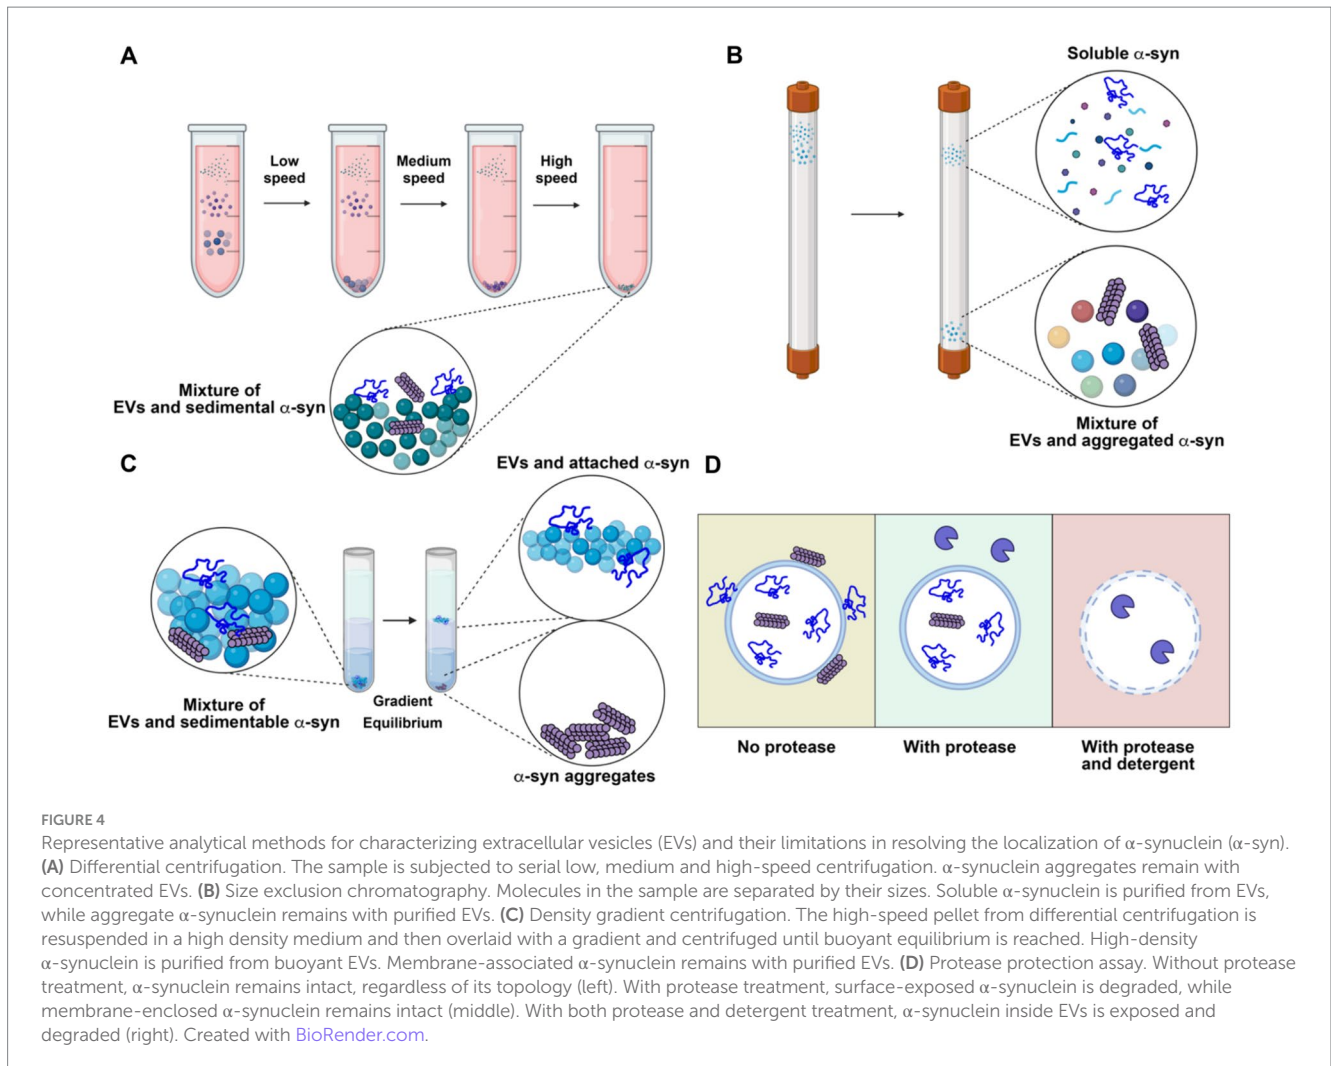 A
Low
speed
Medium
speed
High
speed
Mixture of
EVs and sedimental α-syn
B
Soluble α-syn
Mixture of
EVs and aggregated α-syn
C
EVs and attached α-syn
Mixture of
EVs and sedimentable α-syn
Gradient
Equilibrium
α-syn aggregates
D
No protease
With protease
With protease
and detergent
FIGURE 4
Representative analytical methods for characterizing extracellular vesicles (EVs) and their limitations in resolving the localization of α-synuclein (α-syn).
(A) Differential centrifugation. The sample is subjected to serial low, medium and high-speed centrifugation. α-synuclein aggregates remain with
concentrated EVs. (B) Size exclusion chromatography. Molecules in the sample are separated by their sizes. Soluble α-synuclein is purified from EVs,
while aggregate α-synuclein remains with purified EVs. (C) Density gradient centrifugation. The high-speed pellet from differential centrifugation is
resuspended in a high density medium and then overlaid with a gradient and centrifuged until buoyant equilibrium is reached. High-density
α-synuclein is purified from buoyant EVs. Membrane-associated α-synuclein remains with purified EVs. (D) Protease protection assay. Without protease
treatment, α-synuclein remains intact, regardless of its topology (left). With protease treatment, surface-exposed α-synuclein is degraded, while
membrane-enclosed α-synuclein remains intact (middle). With both protease and detergent treatment, α-synuclein inside EVs is exposed and
degraded (right). Created with BioRender.com.